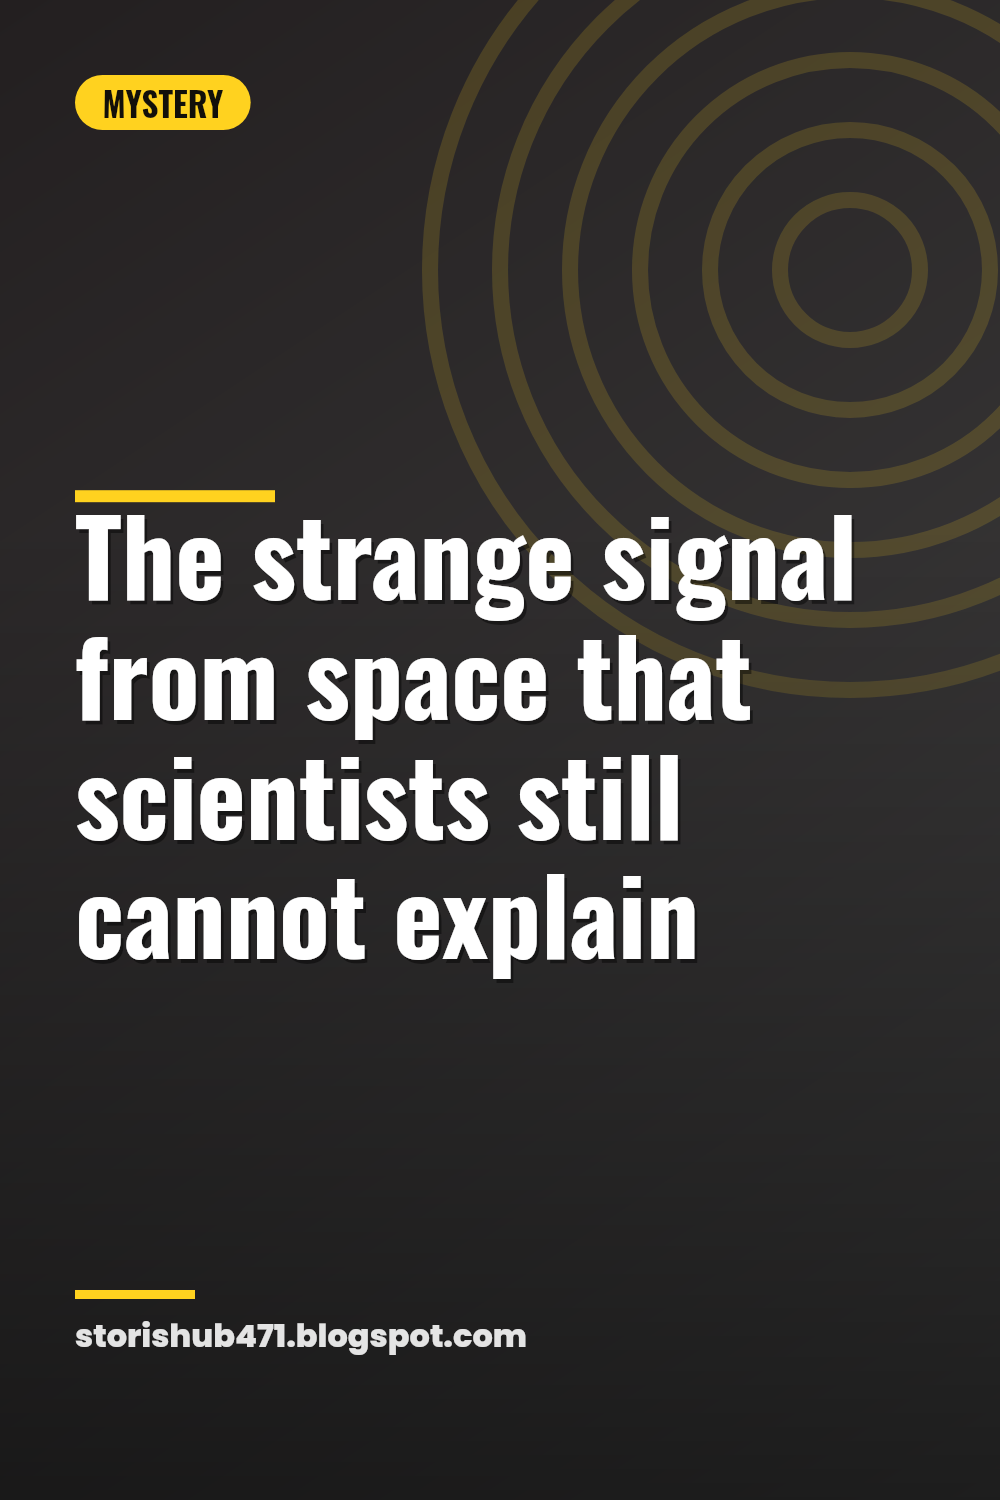 MYSTERY
The strange signal
from space that
scientists still
cannot explain
storishub471.blogspot.com